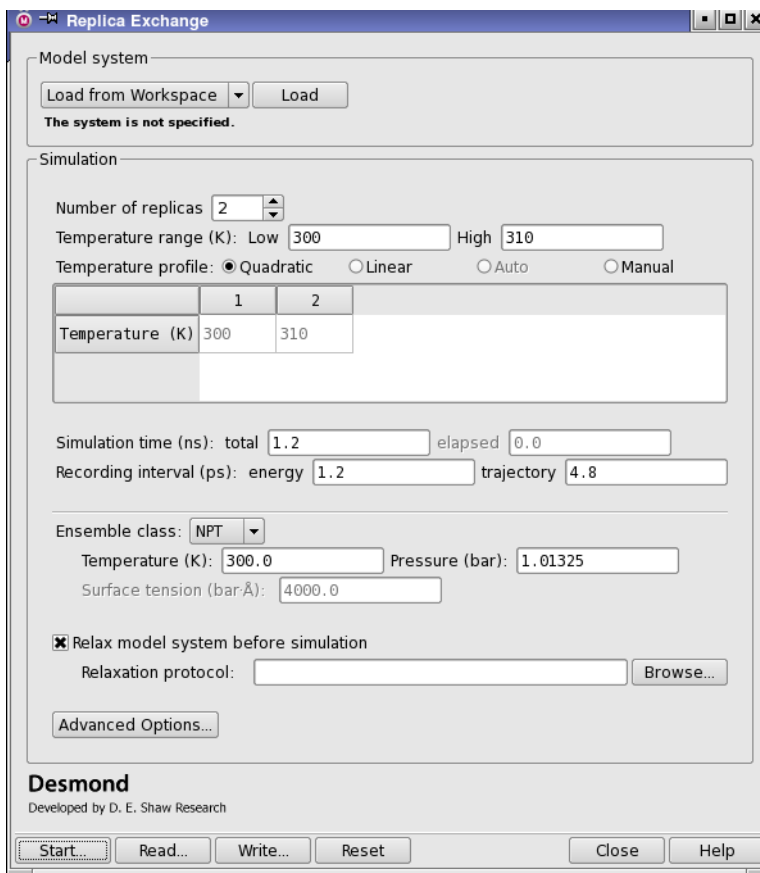 Replica Exchange
Model system
Load from Workspace Load
The system is not specified.
Simulation
Number of replicas 2
Temperature range (K): Low 300 High 310
Temperature profile: Quadratic Linear Auto Manual
1 2
Temperature (K) 300 310
Simulation time (ns): total 1.2 elapsed 0.0
Recording interval (ps): energy 1.2 trajectory 4.8
Ensemble class: NPT
Temperature (K): 300.0 Pressure (bar): 1.01325
Surface tension (bar·Å): 4000.0
Relax model system before simulation
Relaxation protocol: Browse...
Advanced Options...
Desmond
Developed by D. E. Shaw Research
Start... Read... Write... Reset Close Help